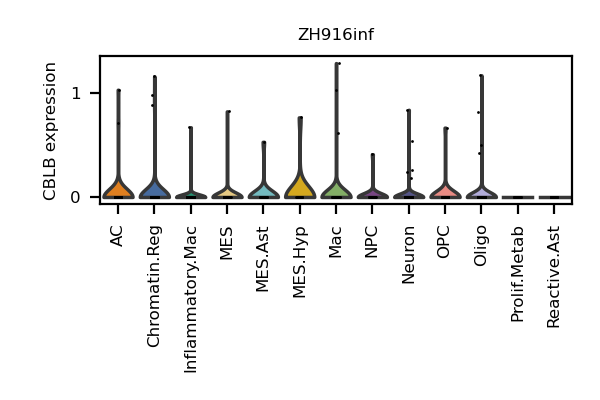 ZH916inf
CBLB expression
1
0
AC
Chromatin.Reg
Inflammatory.Mac
MES
MES.Ast
MES.Hyp
Mac
NPC
Neuron
OPC
Oligo
Prolif.Metab
Reactive.Ast